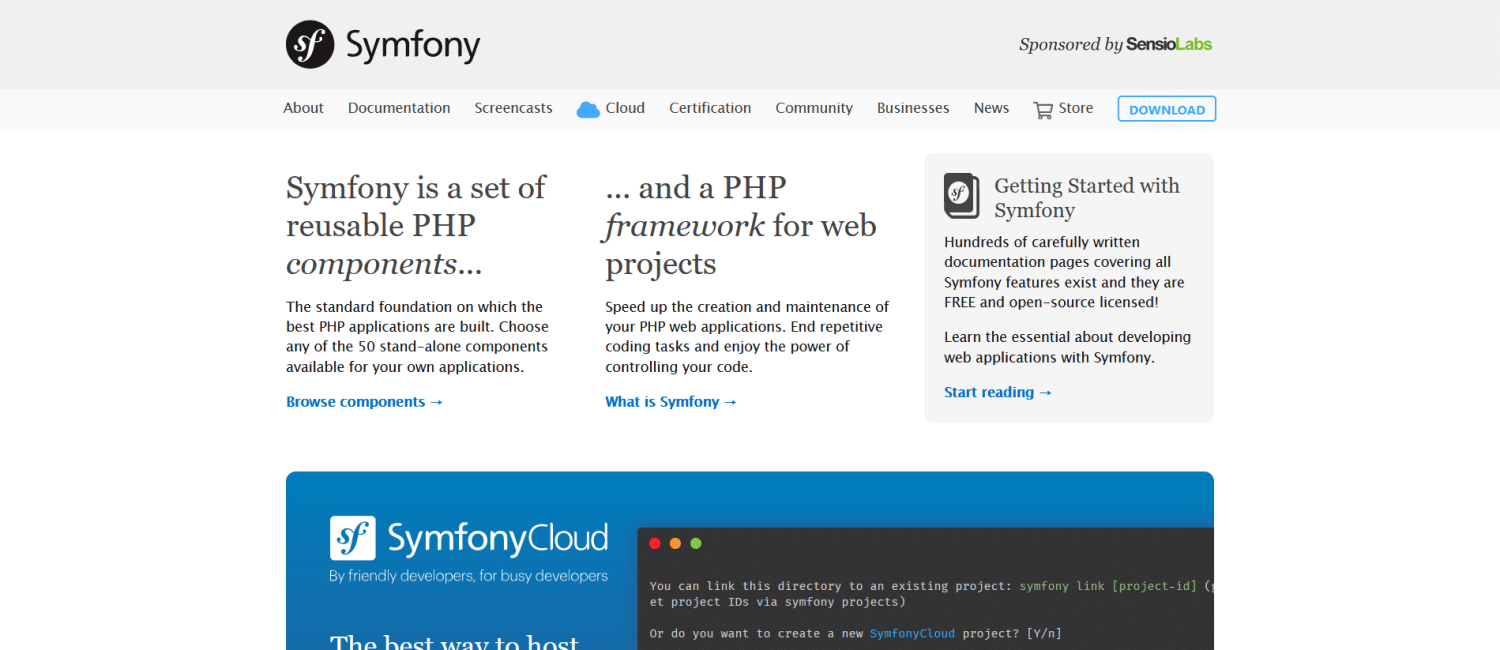 sf Symfony
Sponsored by SensioLabs
About Documentation Screencasts Cloud Certification Community Businesses News Store DOWNLOAD
Symfony is a set of
reusable PHP
components...
The standard foundation on which the
best PHP applications are built. Choose
any of the 50 stand-alone components
available for your own applications.
Browse components →
... and a PHP
framework for web
projects
Speed up the creation and maintenance of
your PHP web applications. End repetitive
coding tasks and enjoy the power of
controlling your code.
What is Symfony →
sf
Getting Started with
Symfony
Hundreds of carefully written
documentation pages covering all
Symfony features exist and they are
FREE and open-source licensed!
Learn the essential about developing
web applications with Symfony.
Start reading →
sf SymfonyCloud
By friendly developers, for busy developers
The best way to host
You can link this directory to an existing project: symfony link [project-id] (g
et project IDs via symfony projects)
Or do you want to create a new SymfonyCloud project? [Y/n]